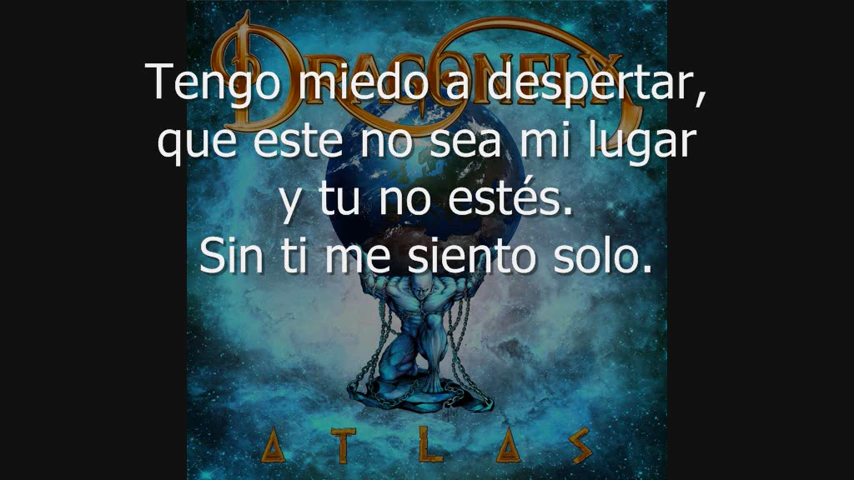 DRAGONFLY
Tengo miedo a despertar,
que este no sea mi lugar
y tu no estés.
Sin ti me siento solo.
ATLAS